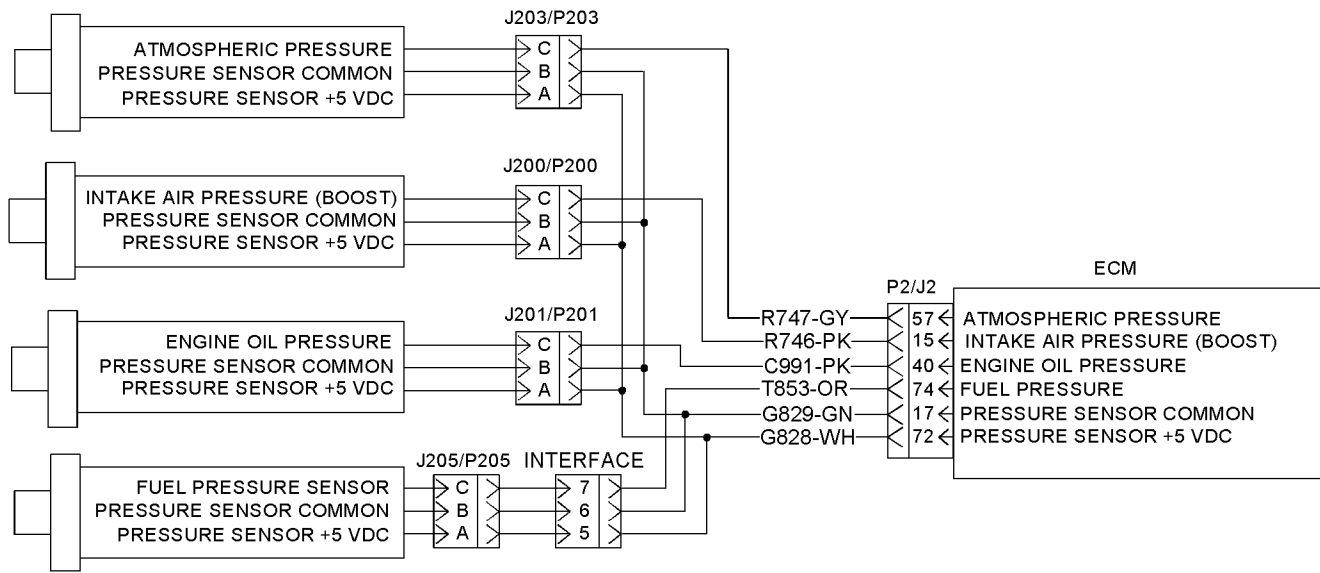 J203/P203
ATMOSPHERIC PRESSURE C
PRESSURE SENSOR COMMON B
PRESSURE SENSOR +5 VDC A
J200/P200
INTAKE AIR PRESSURE (BOOST) C
PRESSURE SENSOR COMMON B
PRESSURE SENSOR +5 VDC A
J201/P201
ENGINE OIL PRESSURE C
PRESSURE SENSOR COMMON B
PRESSURE SENSOR +5 VDC A
J205/P205 INTERFACE
FUEL PRESSURE SENSOR C 7
PRESSURE SENSOR COMMON B 6
PRESSURE SENSOR +5 VDC A 5
ECM
P2/J2
R747-GY 57 ATMOSPHERIC PRESSURE
R746-PK 15 INTAKE AIR PRESSURE (BOOST)
C991-PK 40 ENGINE OIL PRESSURE
T853-OR 74 FUEL PRESSURE
G829-GN 17 PRESSURE SENSOR COMMON
G828-WH 72 PRESSURE SENSOR +5 VDC